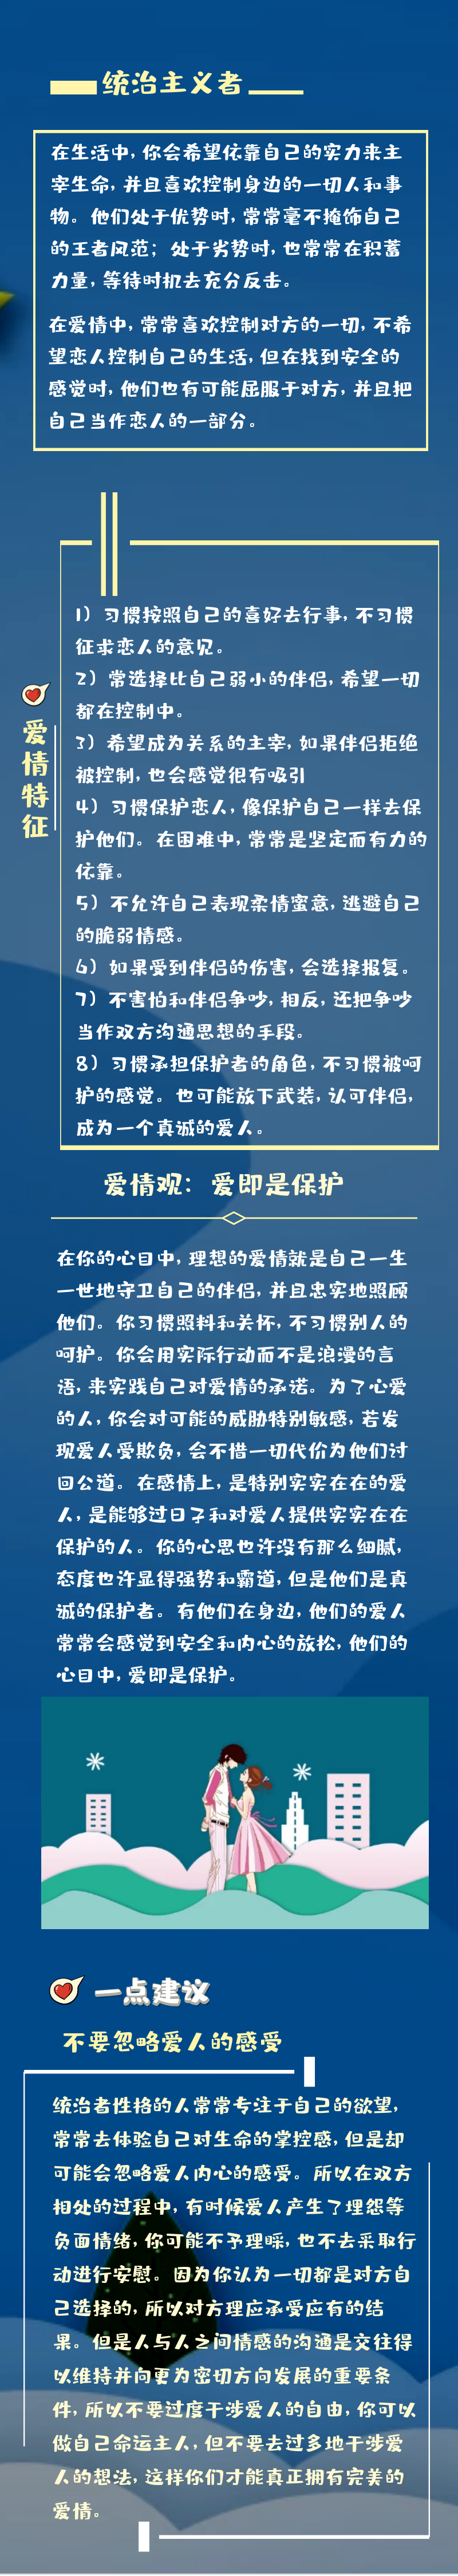 统治主义者
在生活中，你会希望依靠自己的实力来主
宰生命，并且喜欢控制身边的一切人和事
物。他们处于优势时，常常毫不掩饰自己
的王者风范；处于劣势时，也常常在积蓄
力量，等待时机去充分反击。
在爱情中，常常喜欢控制对方的一切，不希
望恋人控制自己的生活，但在找到安全的
感觉时，他们也有可能屈服于对方，并且把
自己当作恋人的一部分。
爱情特征
1）习惯按照自己的喜好去行事，不习惯
征求恋人的意见。
2）常选择比自己弱小的伴侣，希望一切
都在控制中。
3）希望成为关系的主宰，如果伴侣拒绝
被控制，也会感觉很有吸引
4）习惯保护恋人，像保护自己一样去保
护他们。在困难中，常常是坚定而有力的
依靠。
5）不允许自己表现柔情蜜意，逃避自己
的脆弱情感。
6）如果受到伴侣的伤害，会选择报复。
7）不害怕和伴侣争吵，相反，还把争吵
当作双方沟通思想的手段。
8）习惯承担保护者的角色，不习惯被呵
护的感觉。也可能放下武装，认可伴侣，
成为一个真诚的爱人。
爱情观：爱即是保护
在你的心目中，理想的爱情就是自己一生
一世地守卫自己的伴侣，并且忠实地照顾
他们。你习惯照料和关怀，不习惯别人的
呵护。你会用实际行动而不是浪漫的言
语，来实践自己对爱情的承诺。为了心爱
的人，你会对可能的威胁特别敏感，若发
现爱人受欺负，会不惜一切代价为他们讨
回公道。在感情上，是特别实实在在的爱
人，是能够过日子和对爱人提供实实在在
保护的人。你的心思也许没有那么细腻，
态度也许显得强势和霸道，但是他们是真
诚的保护者。有他们在身边，他们的爱人
常常会感觉到安全和内心的放松，他们的
心目中，爱即是保护。
一点建议
不要忽略爱人的感受
统治者性格的人常常专注于自己的欲望，
常常去体验自己对生命的掌控感，但是却
可能会忽略爱人内心的感受。所以在双方
相处的过程中，有时候爱人产生了埋怨等
负面情绪，你可能不予理睬，也不去采取行
动进行安慰。因为你认为一切都是对方自
己选择的，所以对方理应承受应有的结
果。但是人与人之间情感的沟通是交往得
以维持并向更为密切方向发展的重要条
件，所以不要过度干涉爱人的自由，你可以
做自己命运主人，但不要去过多地干涉爱
人的想法，这样你们才能真正拥有完美的
爱情。